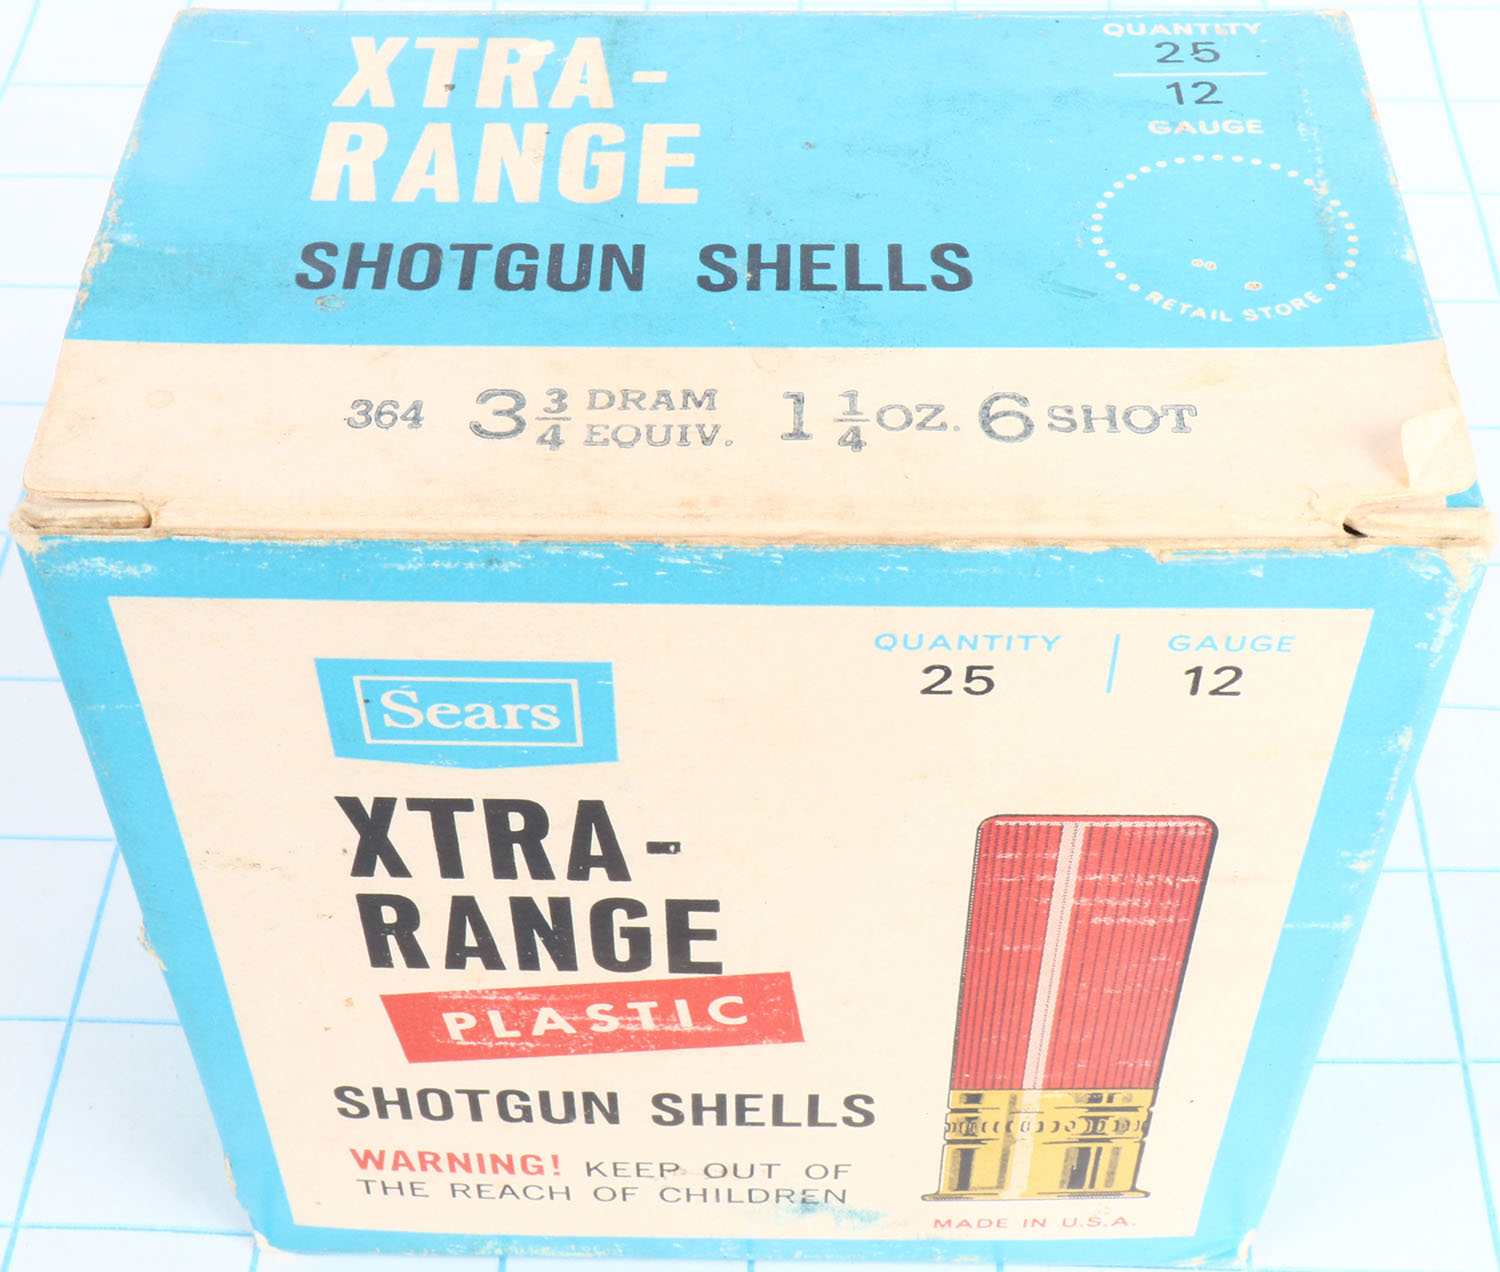 XTRA-
RANGE
SHOTGUN SHELLS
QUANTITY
25
12
GAUGE
RETAIL STORE
364 3 3/4 DRAM EQUIV. 1 1/4 OZ. 6 SHOT
QUANTITY | GAUGE
25 12
Sears
XTRA-
RANGE
PLASTIC
SHOTGUN SHELLS
WARNING! KEEP OUT OF
THE REACH OF CHILDREN
MADE IN U.S.A.